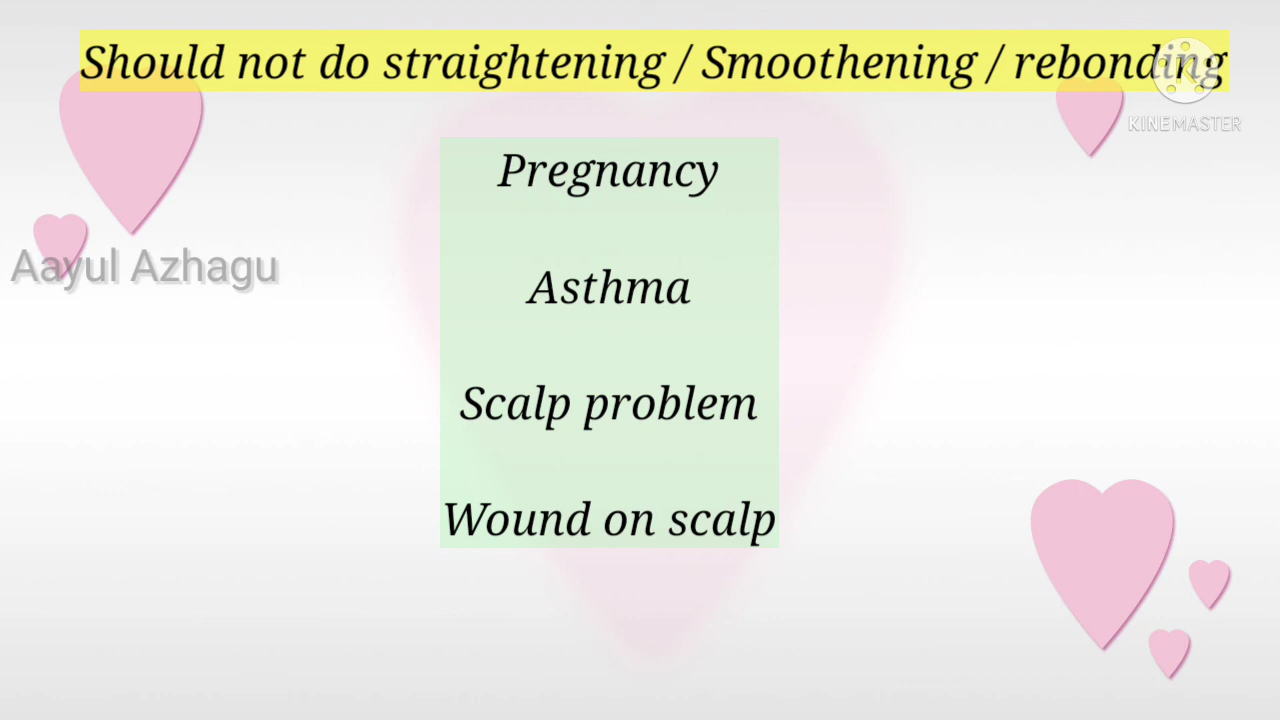 Should not do straightening / Smoothening / rebonding
KINEMASTER
Pregnancy
Aayul Azhagu
Asthma
Scalp problem
Wound on scalp